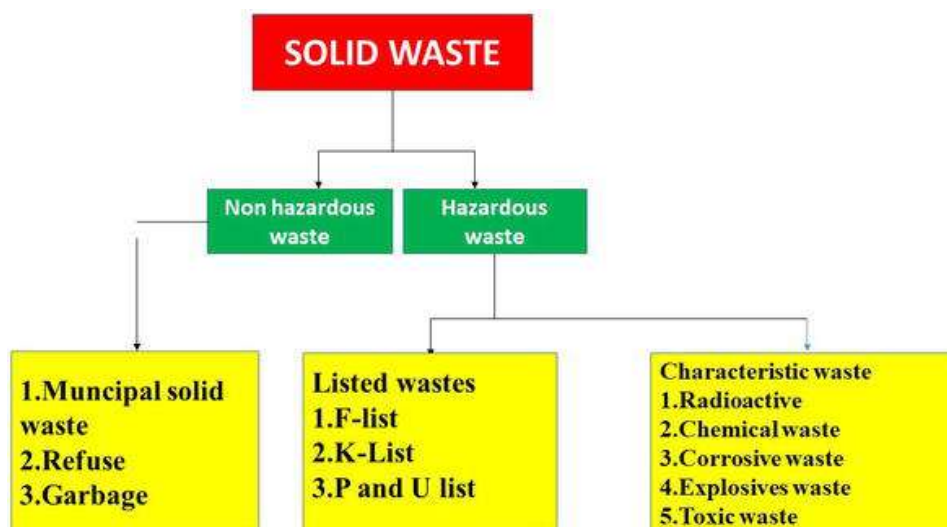 SOLID WASTE
Non hazardous
waste
Hazardous
waste
1.Muncipal solid
waste
2.Refuse
3.Garbage
Listed wastes
1.F-list
2.K-List
3.P and U list
Characteristic waste
1.Radioactive
2.Chemical waste
3.Corrosive waste
4.Explosives waste
5.Toxic waste